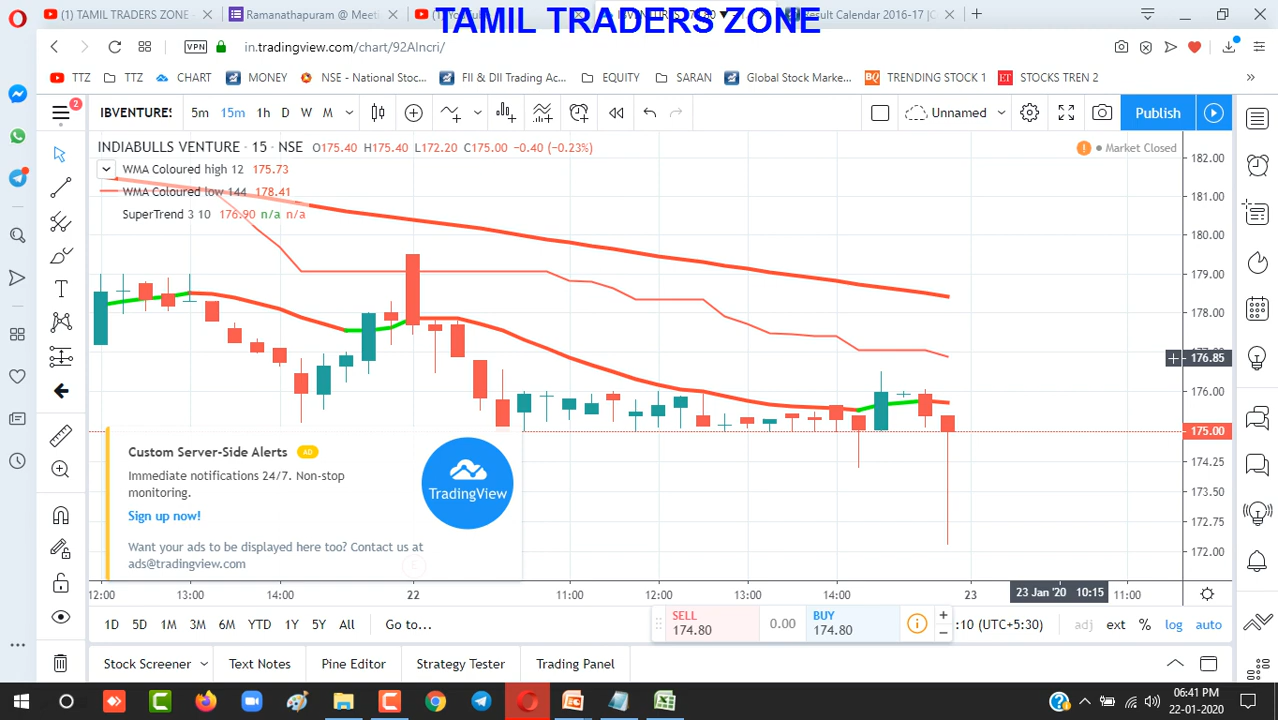 TAMIL TRADERS ZONE
(1) TAMIL TRADERS ZONE
Ramanathapuram @ Meeti
Result Calendar 2016-17 |
VPN
in.tradingview.com/chart/92AIncri/
TTZ
TTZ
CHART
MONEY
NSE - National Stoc...
FII & DII Trading Ac...
EQUITY
SARAN
Global Stock Marke...
BQ TRENDING STOCK 1
ET STOCKS TREN 2
»
2
IBVENTURES
5m 15m 1h D W M
Unnamed
Publish
INDIABULLS VENTURE · 15 · NSE O175.40 H175.40 L172.20 C175.00 −0.40 (−0.23%)
Market Closed
WMA Coloured high 12 175.73
WMA Coloured low 144 178.41
SuperTrend 3 10 176.90 n/a n/a
182.00
181.00
180.00
179.00
178.00
176.85
176.00
175.00
174.25
173.50
172.75
172.00
Custom Server-Side Alerts AD
Immediate notifications 24/7. Non-stop
monitoring.
Sign up now!
Want your ads to be displayed here too? Contact us at
ads@tradingview.com
TradingView
12:00 13:00 14:00 22 11:00 12:00 13:00 14:00 23 23 Jan '20 10:15 11:00
1D 5D 1M 3M 6M YTD 1Y 5Y All Go to...
SELL
174.80
0.00
BUY
174.80
:10 (UTC+5:30) adj ext % log auto
Stock Screener Text Notes Pine Editor Strategy Tester Trading Panel
06:41 PM
22-01-2020